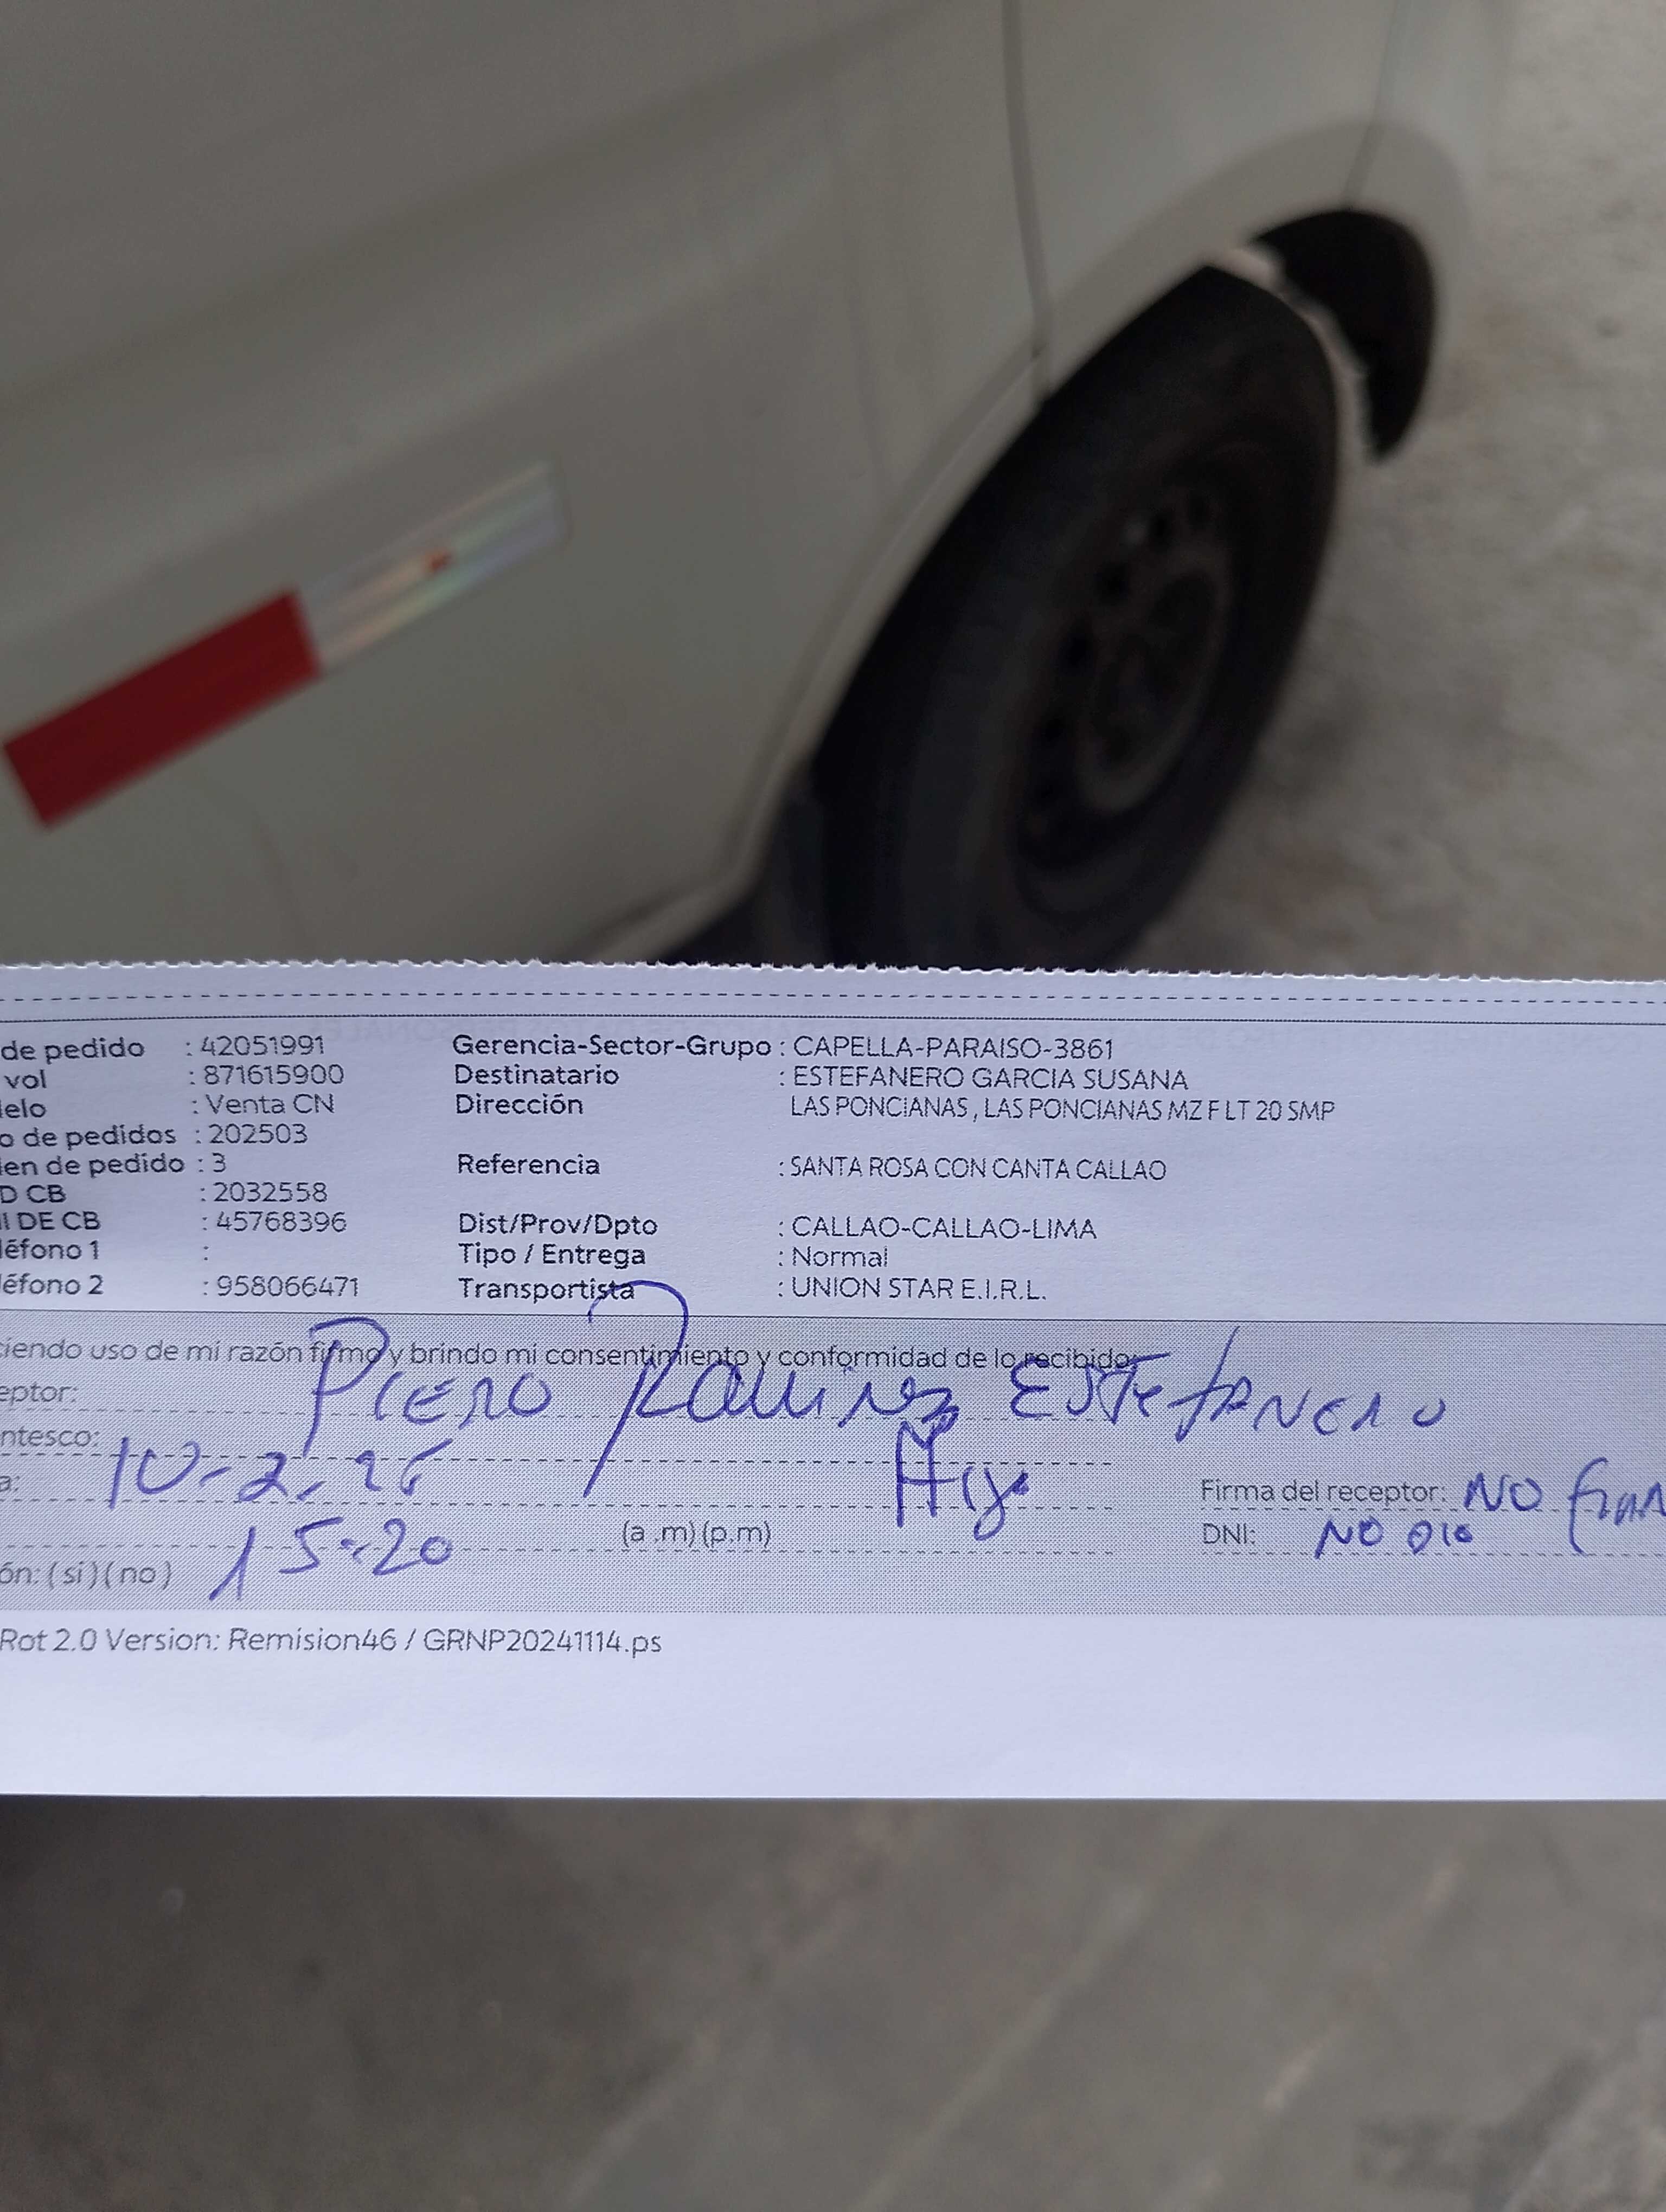 de pedido : 42051991 Gerencia-Sector-Grupo : CAPELLA-PARAISO-3861
vol : 871615900 Destinatario : ESTEFANERO GARCIA SUSANA
elo : Venta CN Dirección LAS PONCIANAS , LAS PONCIANAS MZ F LT 20 SMP
o de pedidos : 202503
en de pedido : 3 Referencia : SANTA ROSA CON CANTA CALLAO
D CB : 2032558
I DE CB : 45768396 Dist/Prov/Dpto : CALLAO-CALLAO-LIMA
léfono 1 : Tipo / Entrega : Normal
léfono 2 : 958066471 Transportista : UNION STAR E.I.R.L.
ciendo uso de mi razón firmo y brindo mi consentimiento y conformidad de lo recibido:
eptor: PIERO Ramirez ESTEFANERO
ntesco: Hijo
a: 10-2-26 Firma del receptor: NO firm
15:20 (a .m) (p.m) DNI: NO DIO
ón: (si) (no)
Rot 2.0 Version: Remision46 / GRNP20241114.ps